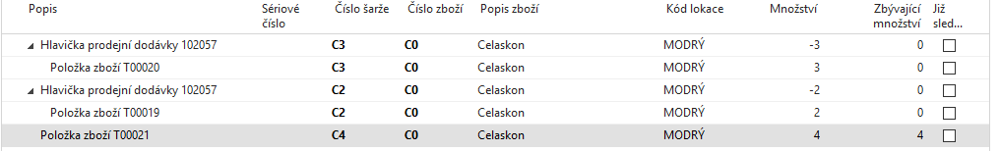 Popis Sériové číslo Číslo šarže Číslo zboží Popis zboží Kód lokace Množství Zbývající množství Již sled...
Hlavička prodejní dodávky 102057 C3 C0 Celaskon MODRÝ -3 0
Položka zboží T00020 C3 C0 Celaskon MODRÝ 3 0
Hlavička prodejní dodávky 102057 C2 C0 Celaskon MODRÝ -2 0
Položka zboží T00019 C2 C0 Celaskon MODRÝ 2 0
Položka zboží T00021 C4 C0 Celaskon MODRÝ 4 4